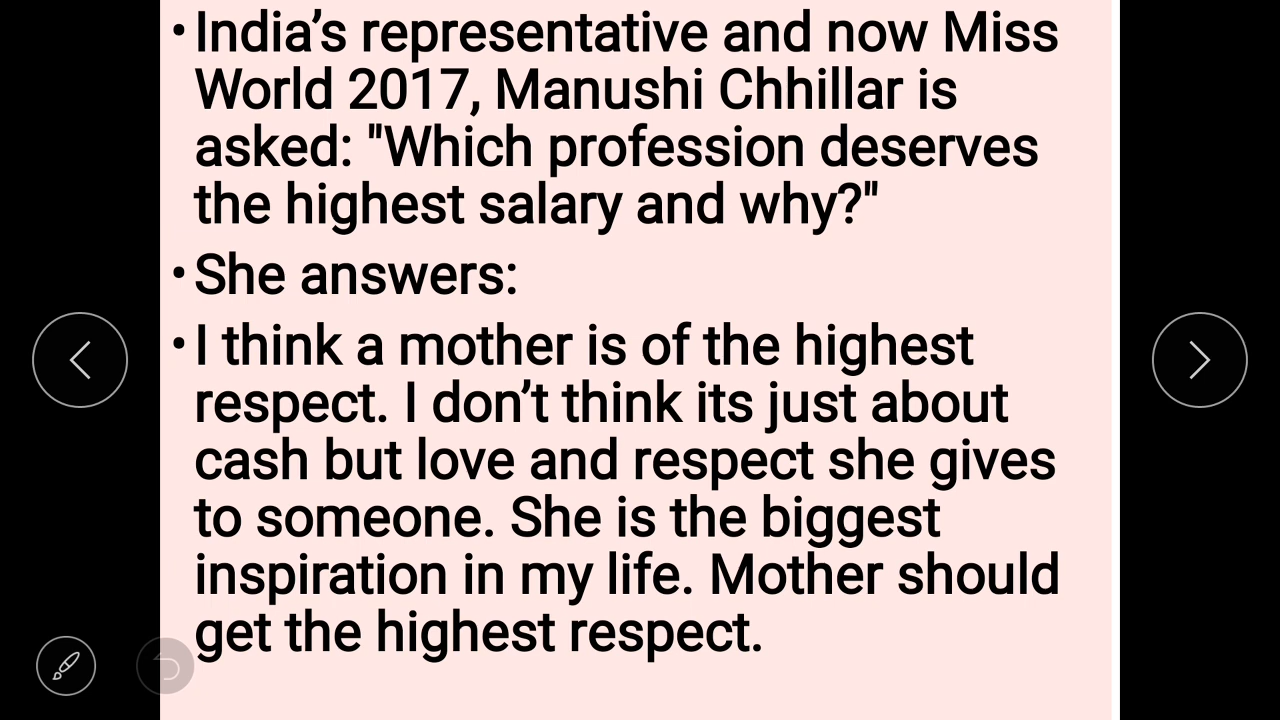 •India’s representative and now Miss
World 2017, Manushi Chhillar is
asked: "Which profession deserves
the highest salary and why?"
•She answers:
•I think a mother is of the highest
respect. I don’t think its just about
cash but love and respect she gives
to someone. She is the biggest
inspiration in my life. Mother should
get the highest respect.